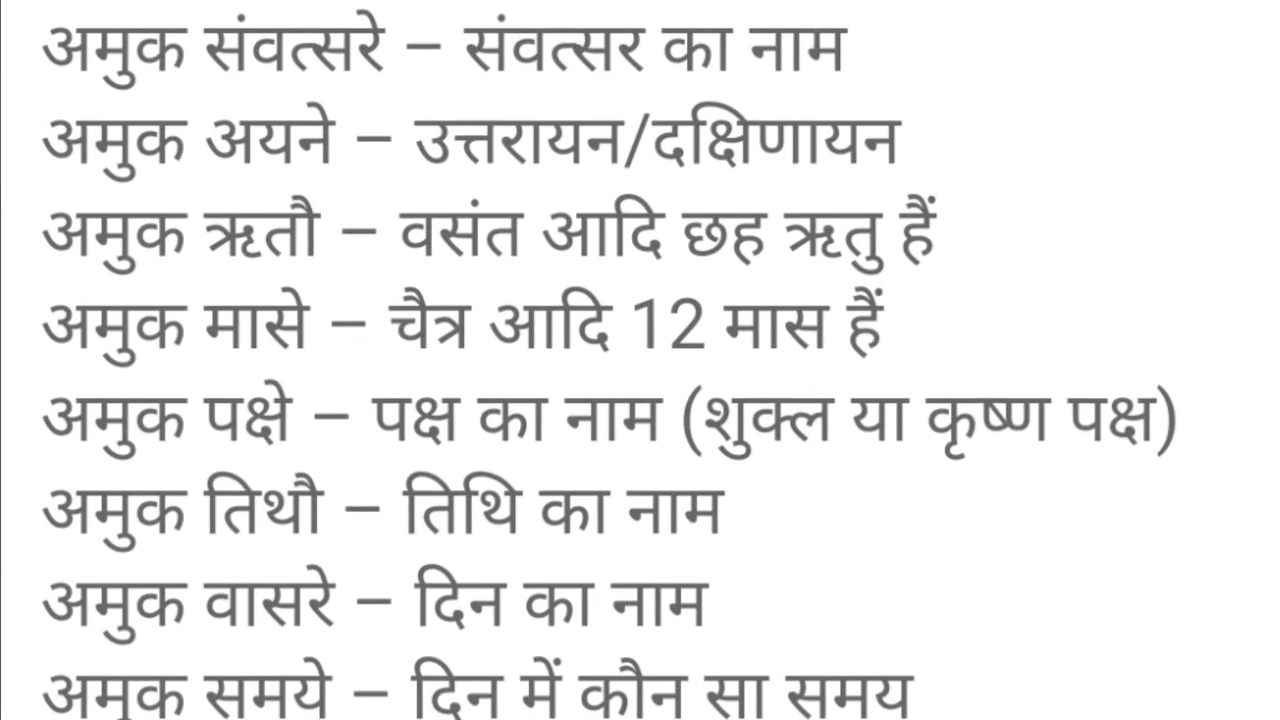 अमुक संवत्सरे – संवत्सर का नाम
अमुक अयने – उत्तरायन/दक्षिणायन
अमुक ऋतौ – वसंत आदि छह ऋतु हैं
अमुक मासे – चैत्र आदि 12 मास हैं
अमुक पक्षे – पक्ष का नाम (शुक्ल या कृष्ण पक्ष)
अमुक तिथौ – तिथि का नाम
अमुक वासरे – दिन का नाम
अमुक समये – दिन में कौन सा समय